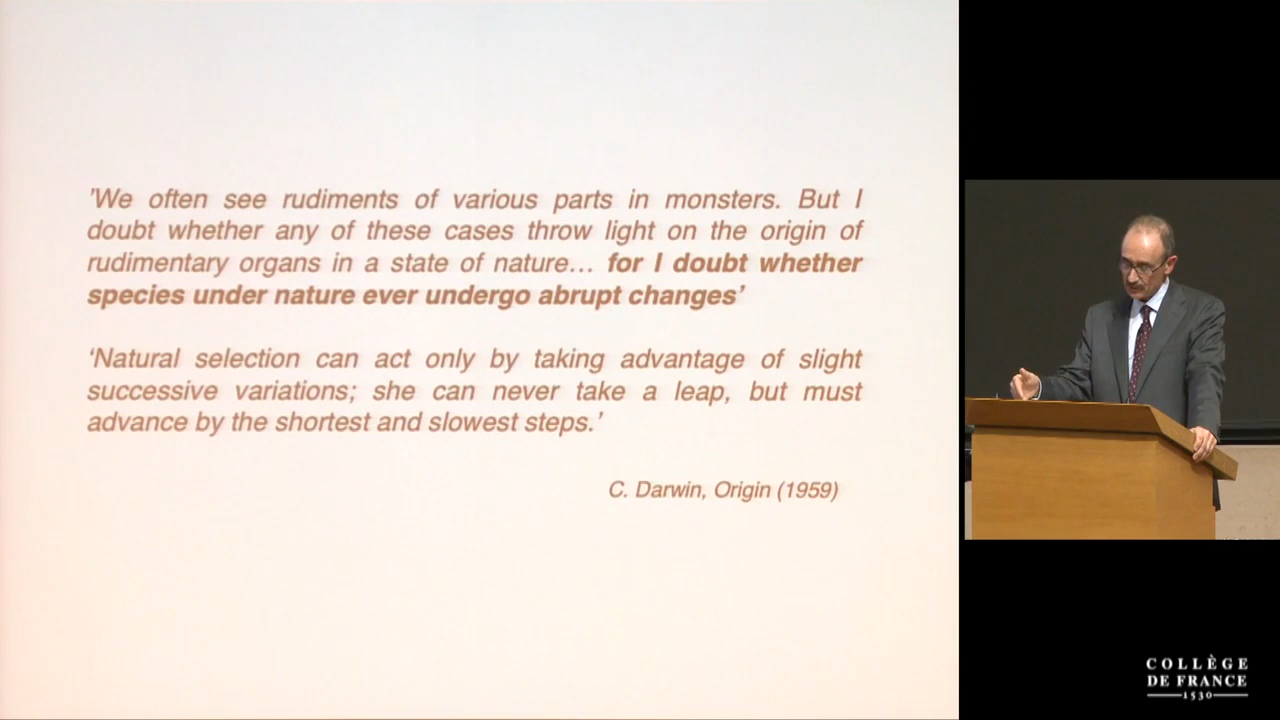 'We often see rudiments of various parts in monsters. But I
doubt whether any of these cases throw light on the origin of
rudimentary organs in a state of nature... for I doubt whether
species under nature ever undergo abrupt changes'
‘Natural selection can act only by taking advantage of slight
successive variations; she can never take a leap, but must
advance by the shortest and slowest steps.’
C. Darwin, Origin (1959)
COLLÈGE
DE FRANCE
1530